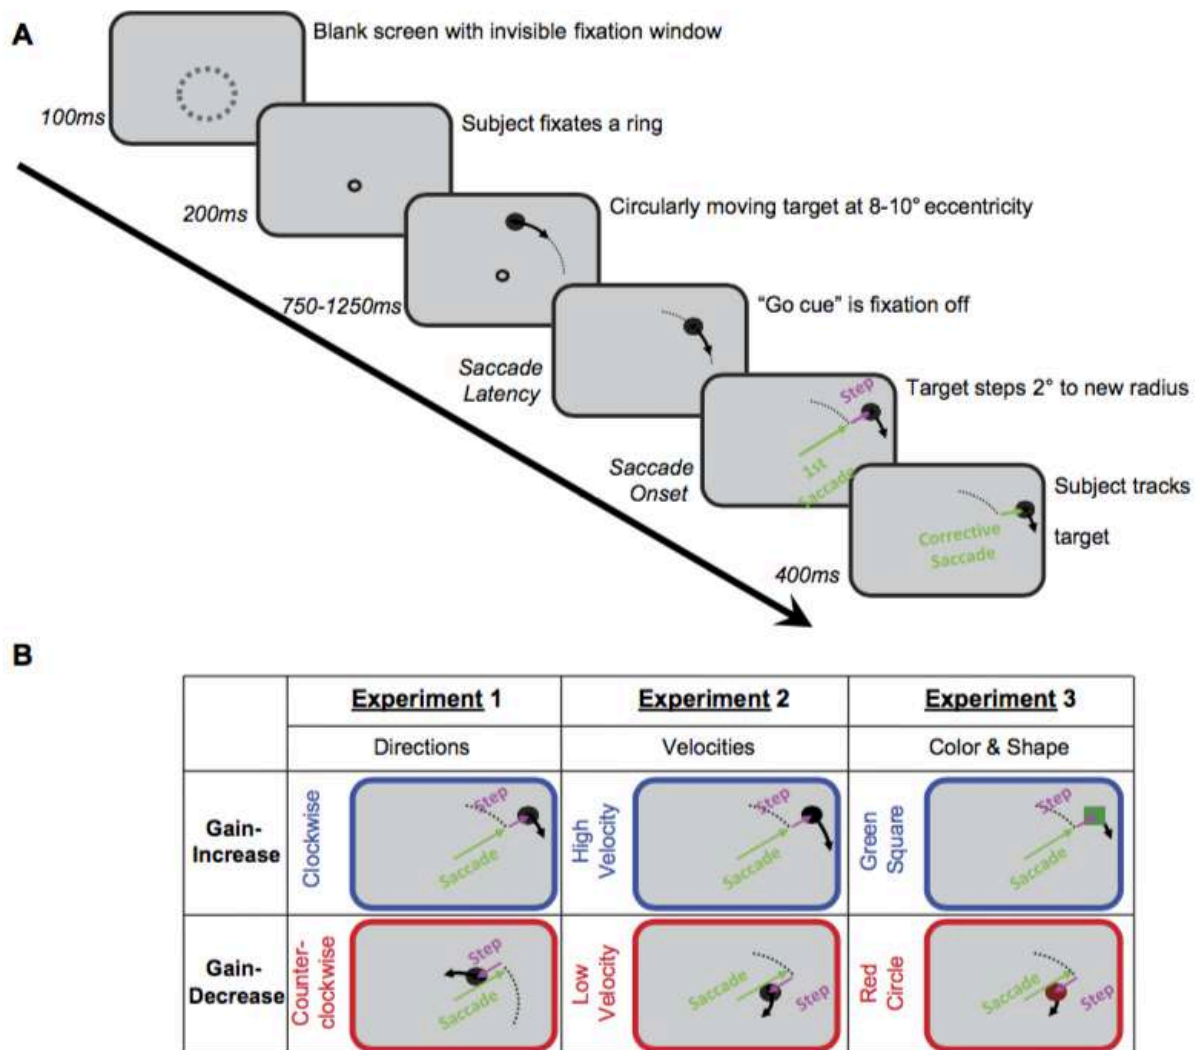 A
Blank screen with invisible fixation window
100ms
Subject fixates a ring
200ms
Circularly moving target at 8-10° eccentricity
750-1250ms
"Go cue" is fixation off
Saccade
Latency
Target steps 2° to new radius
Step
1st
Saccade
Saccade
Onset
Subject tracks
target
Corrective
Saccade
400ms
B
Experiment 1
Experiment 2
Experiment 3
Directions
Velocities
Color & Shape
Gain-
Increase
Clockwise
Step
Saccade
High
Velocity
Step
Saccade
Green
Square
Step
Saccade
Gain-
Decrease
Counter-
clockwise
Step
Saccade
Low
Velocity
Saccade
Step
Red
Circle
Saccade
Step